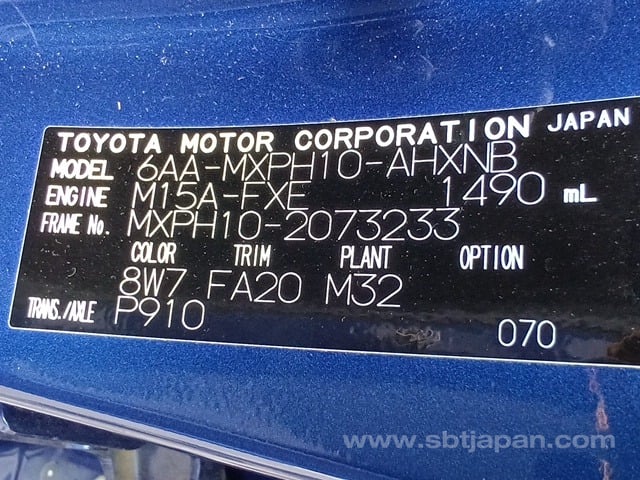 TOYOTA MOTOR CORPORATION JAPAN
MODEL 6AA-MXPH10-AHXNB
ENGINE M15A-FXE 1490 mL
FRAME No. MXPH10-2073233
COLOR TRIM PLANT OPTION
8W7 FA20 M32
TRANS./AXLE P910
070
www.sbtjapan.com